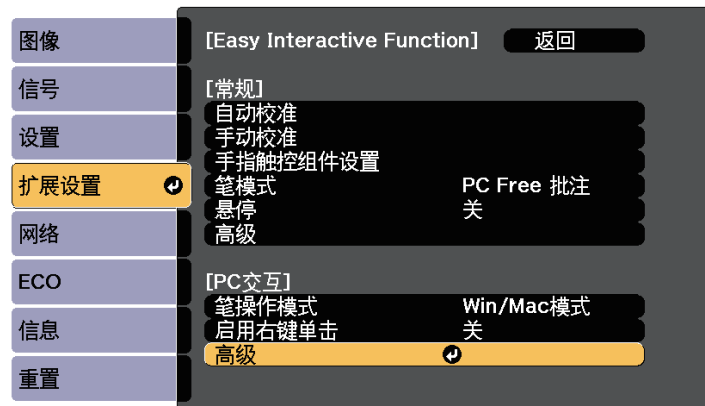 图像
信号
设置
扩展设置
网络
ECO
信息
重置
[Easy Interactive Function] 返回
[常规]
自动校准
手动校准
手指触控组件设置
笔模式 PC Free 批注
悬停 关
高级
[PC交互]
笔操作模式 Win/Mac模式
启用右键单击 关
高级